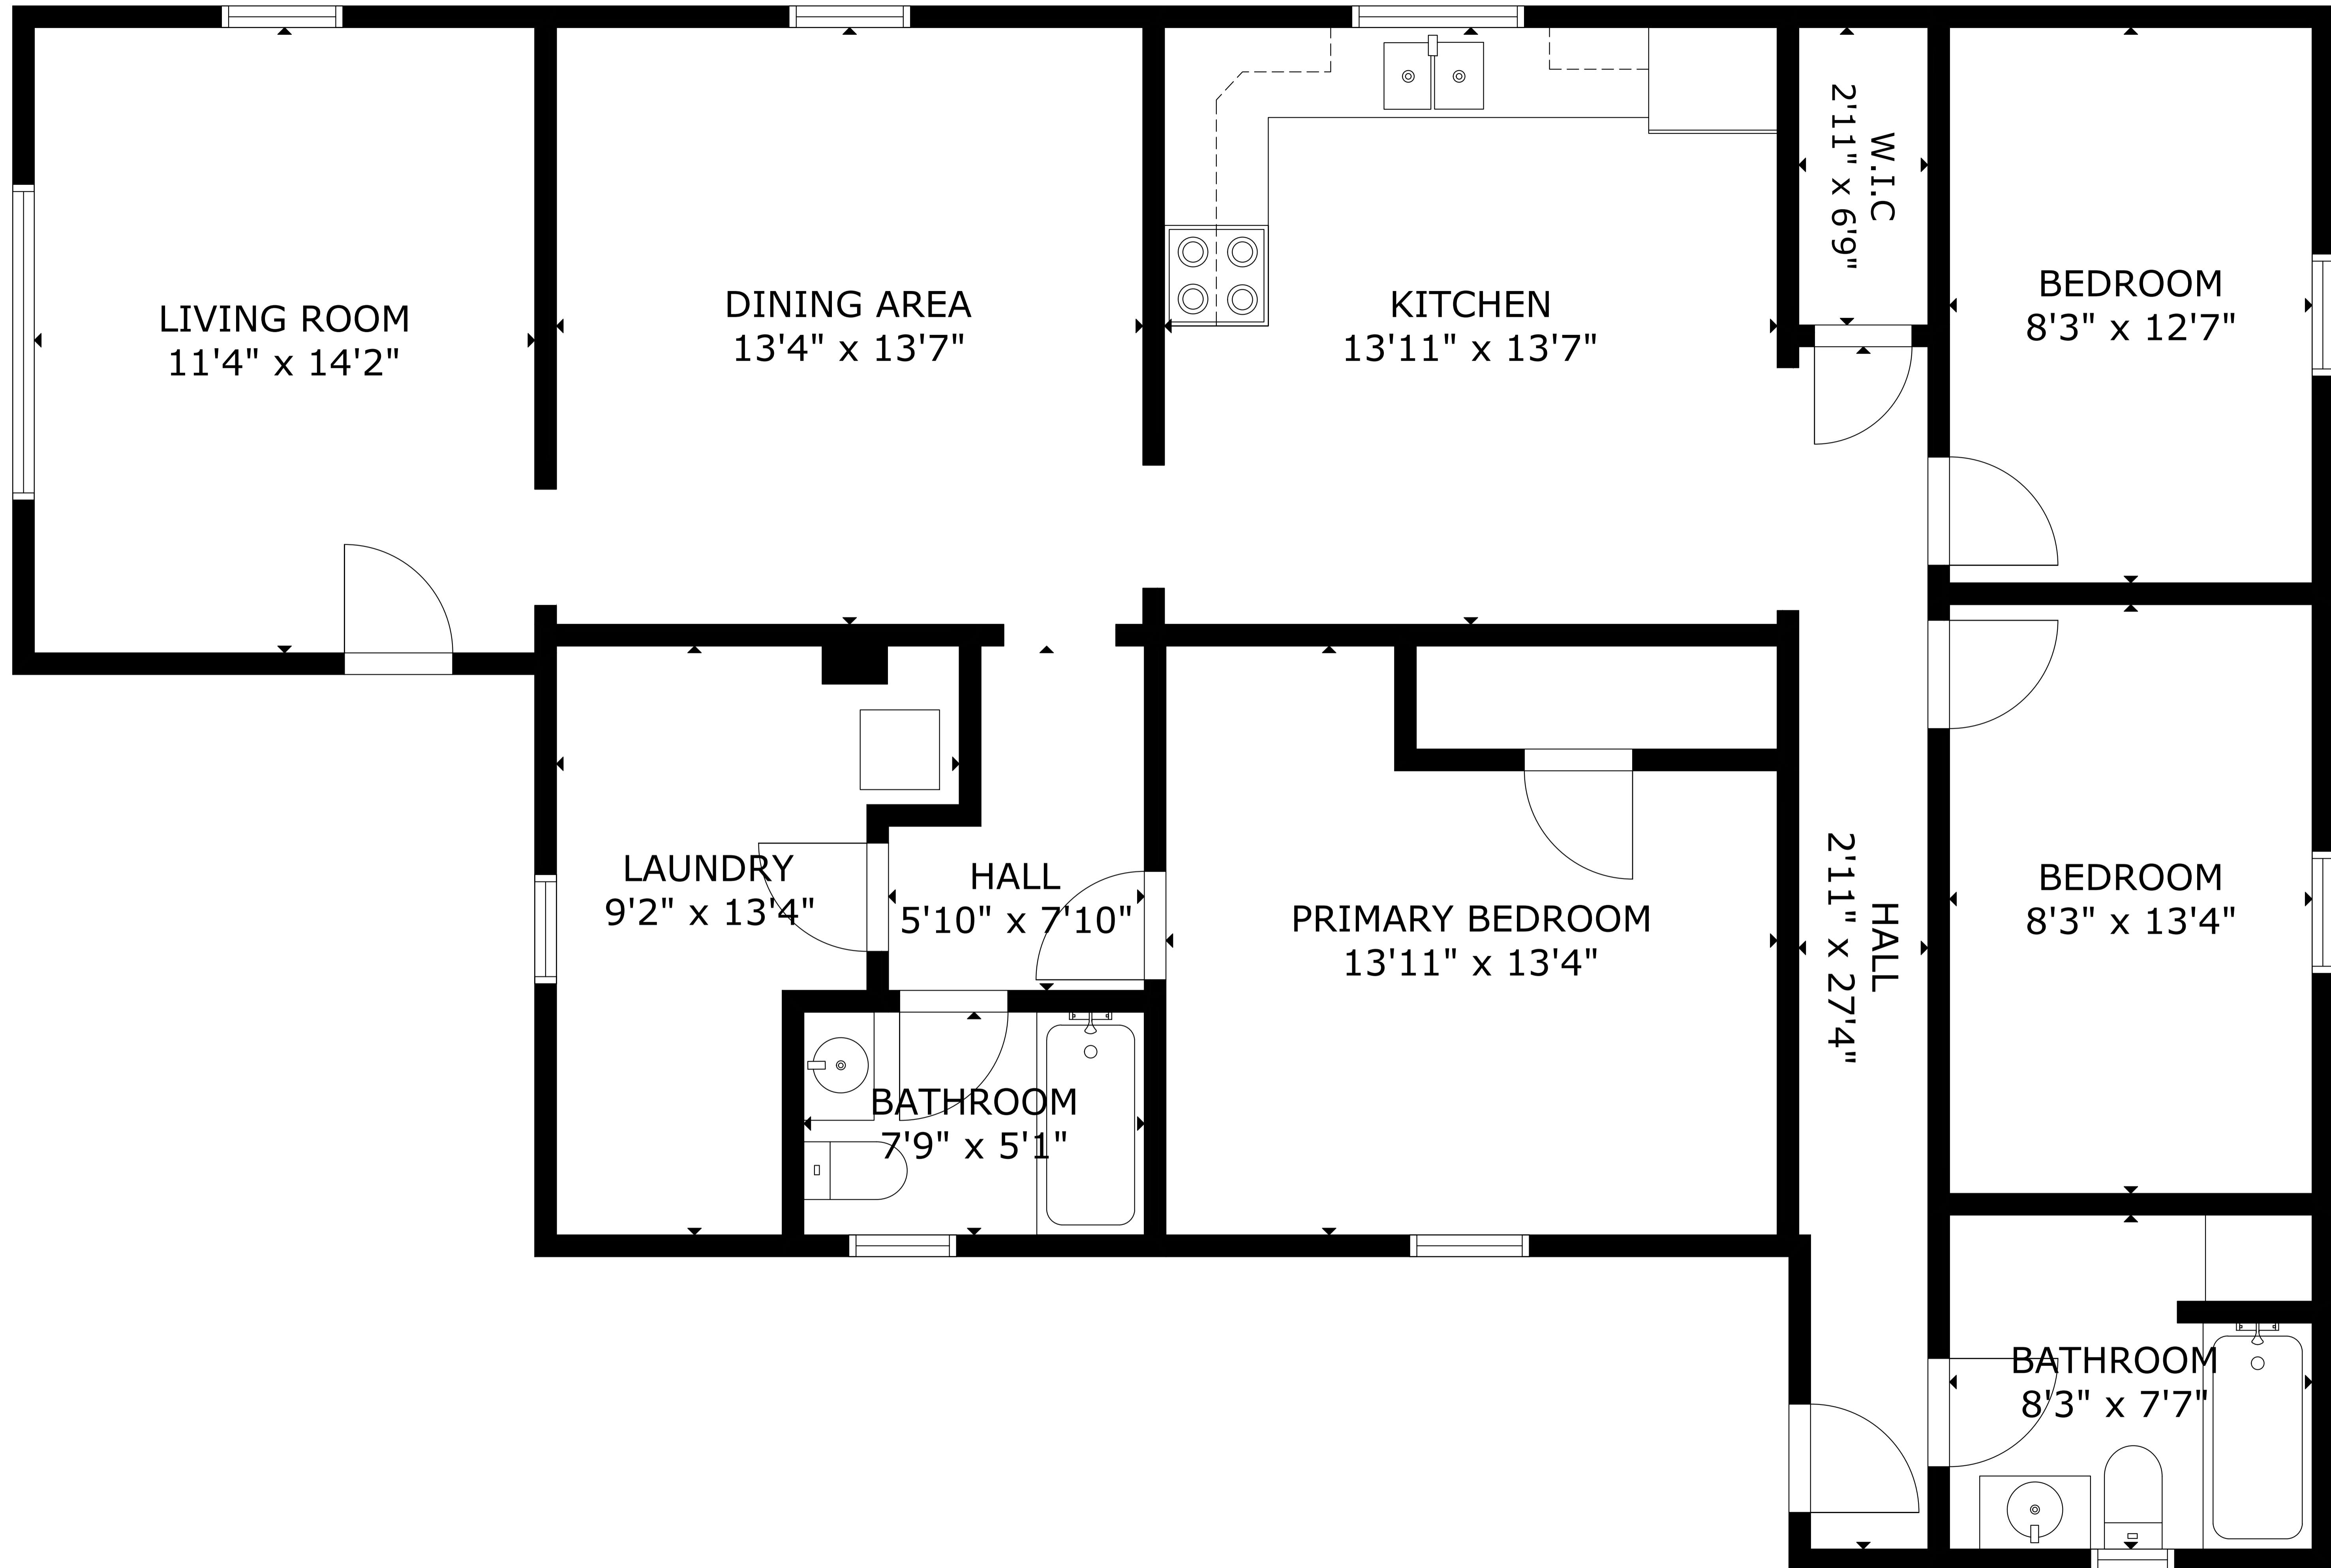 LIVING ROOM
11'4" x 14'2"
DINING AREA
13'4" x 13'7"
KITCHEN
13'11" x 13'7"
W.I.C
2'11" x 6'9"
BEDROOM
8'3" x 12'7"
LAUNDRY
9'2" x 13'4"
HALL
5'10" x 7'10"
PRIMARY BEDROOM
13'11" x 13'4"
HALL
2'11" x 27'4"
BEDROOM
8'3" x 13'4"
BATHROOM
7'9" x 5'1"
BATHROOM
8'3" x 7'7"